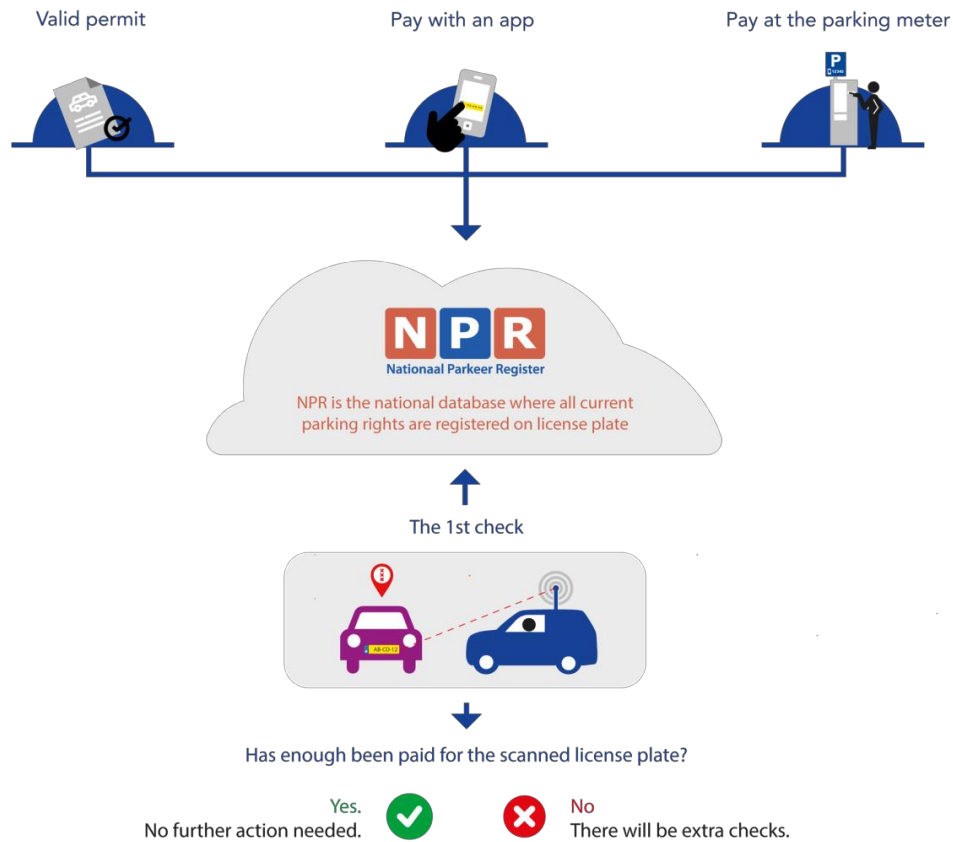 Valid permit
Pay with an app
Pay at the parking meter
P
12345
NPR
Nationaal Parkeer Register
NPR is the national database where all current
parking rights are registered on license plate
The 1st check
AB-CD-12
Has enough been paid for the scanned license plate?
Yes.
No further action needed.
No
There will be extra checks.